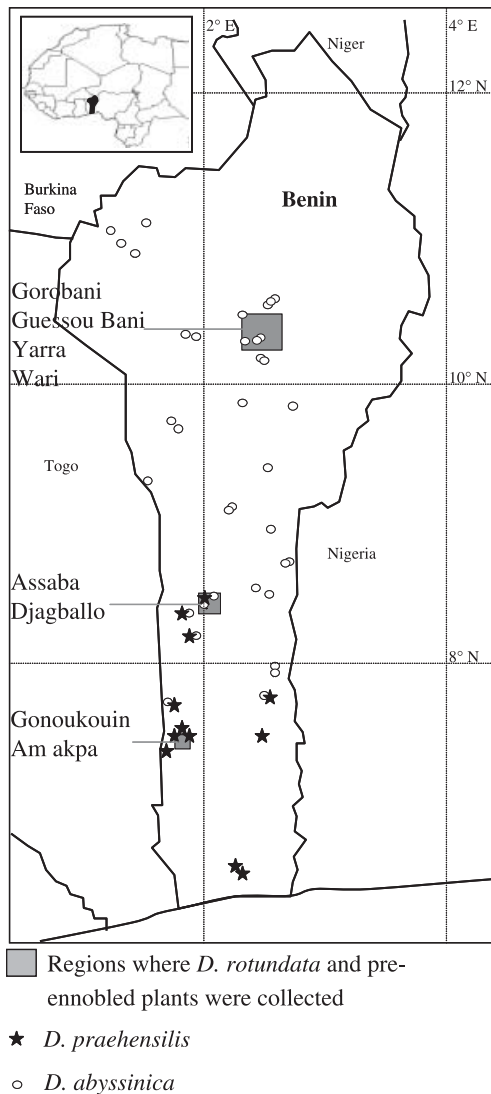 2° E
4° E
Niger
12° N
Burkina
Faso
Benin
Gorobani
Guessou Bani
Yarra
Wari
10° N
Togo
Nigeria
Assaba
Djagballo
8° N
Gonoukouin
Am akpa
Regions where D. rotundata and pre-
ennobled plants were collected
D. praehensilis
D. abyssinica